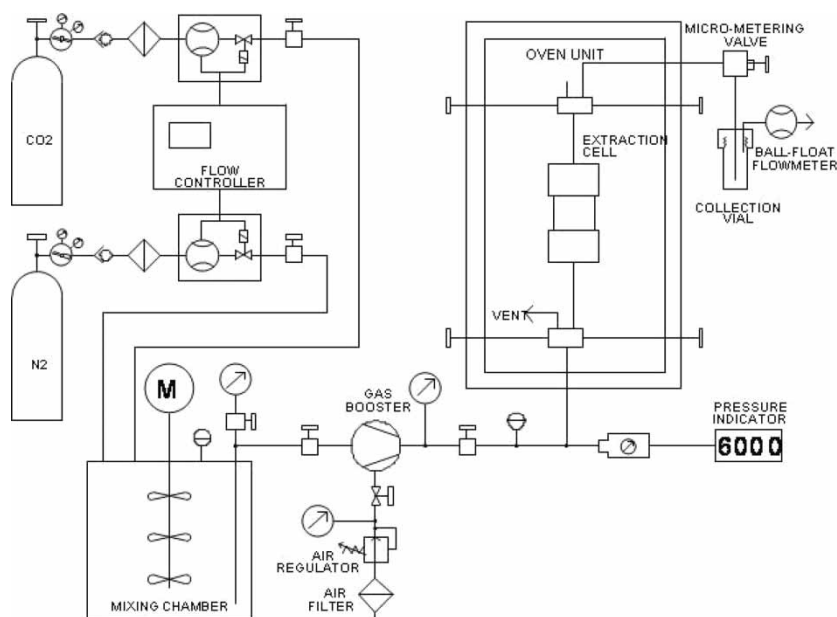 CO2
FLOW
CONTROLLER
N2
M
MIXING CHAMBER
GAS
BOOSTER
AIR
REGULATOR
AIR
FILTER
OVEN UNIT
EXTRACTION
CELL
VENT
MICRO-METERING
VALVE
BALL-FLOAT
FLOWMETER
COLLECTION
VIAL
PRESSURE
INDICATOR
6000